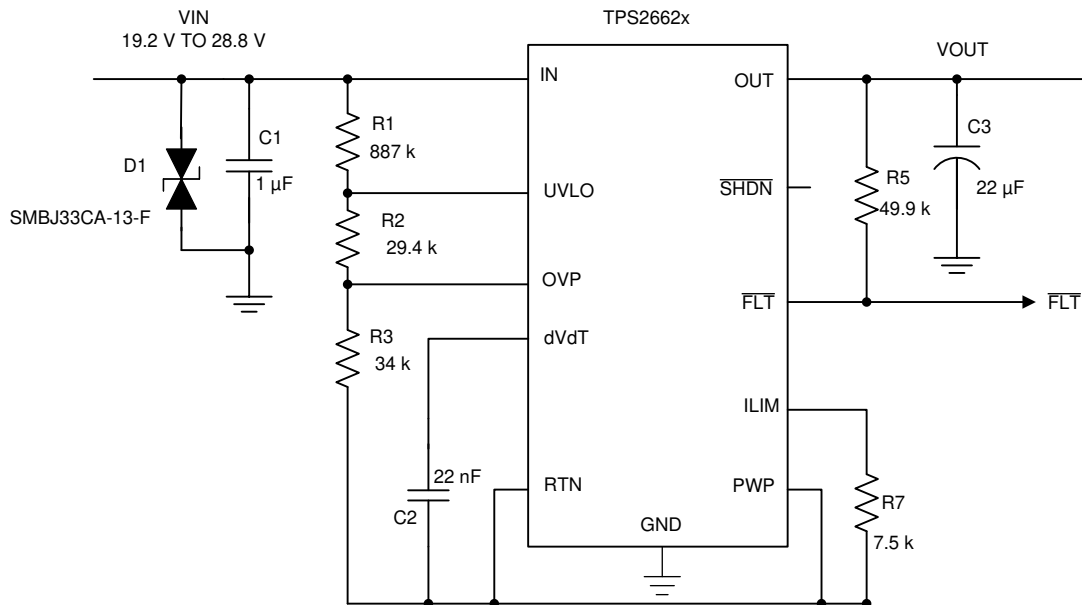 VIN
19.2 V TO 28.8 V
TPS2662x
IN
OUT
VOUT
R1
887 k
C1
1 µF
D1
SMBJ33CA-13-F
UVLO
SHDN
C3
22 µF
R5
49.9 k
R2
29.4 k
OVP
FLT
FLT
dVdT
R3
34 k
ILIM
22 nF
C2
RTN
PWP
R7
7.5 k
GND